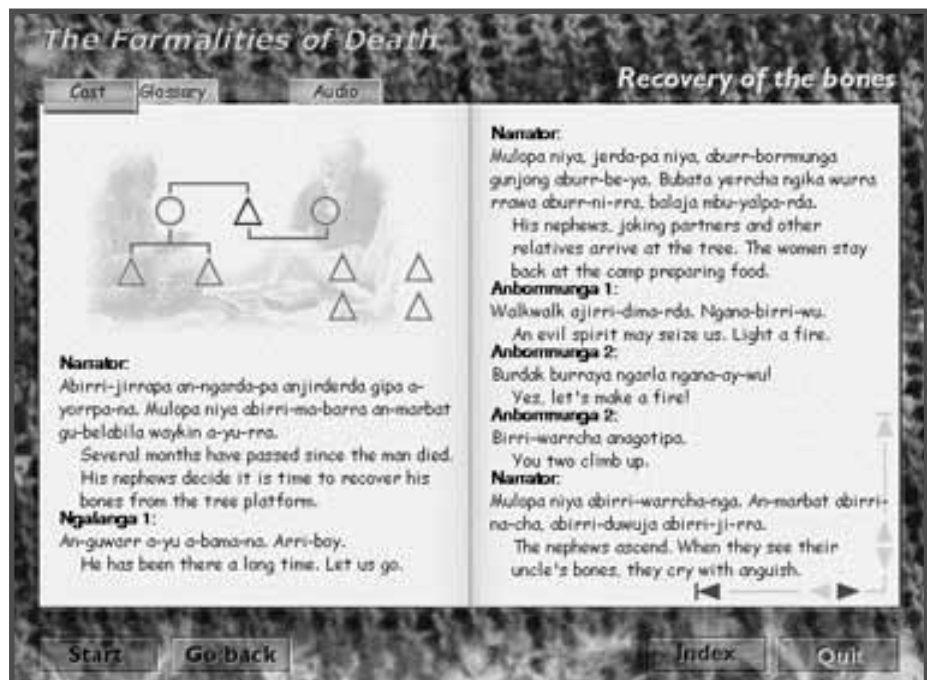 The Formalities of Death
Recovery of the bones
Cast
Glossary
Audio
Narrator:
Abirri-jirrapa an-ngarda-pa anjirderda gipa a-
yorrpa-na. Mulopa niya abirri-ma-barra an-marbat
gu-belabila waykin a-yu-rra.
Several months have passed since the man died.
His nephews decide it is time to recover his
bones from the tree platform.
Ngalanga 1:
An-guwarr a-yu a-bama-na. Arri-boy.
He has been there a long time. Let us go.
Narrator:
Mulopa niya, jerda-pa niya, aburr-borrmunga
gunjong aburr-be-ya. Bubata yerrcha ngika wurra
rrawa aburr-ni-rra, balaja mbu-yalpa-rda.
His nephews, joking partners and other
relatives arrive at the tree. The women stay
back at the camp preparing food.
Anborrmunga 1:
Walkwalk ajirri-dima-rda. Ngana-birri-wu.
An evil spirit may seize us. Light a fire.
Anborrmunga 2:
Burdak burraya ngarla ngana-ay-wu!
Yes, let's make a fire!
Anborrmunga 2:
Birri-warrcha anagotipa.
You two climb up.
Narrator:
Mulopa niya abirri-warrcha-nga. An-marbat abirri-
na-cha, abirri-duwuja abirri-ji-rra.
The nephews ascend. When they see their
uncle's bones, they cry with anguish.
Start
Go back
Index
Quit